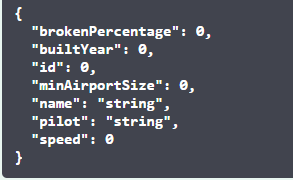 {
"brokenPercentage": 0,
"builtYear": 0,
"id": 0,
"minAirportSize": 0,
"name": "string",
"pilot": "string",
"speed": 0
}